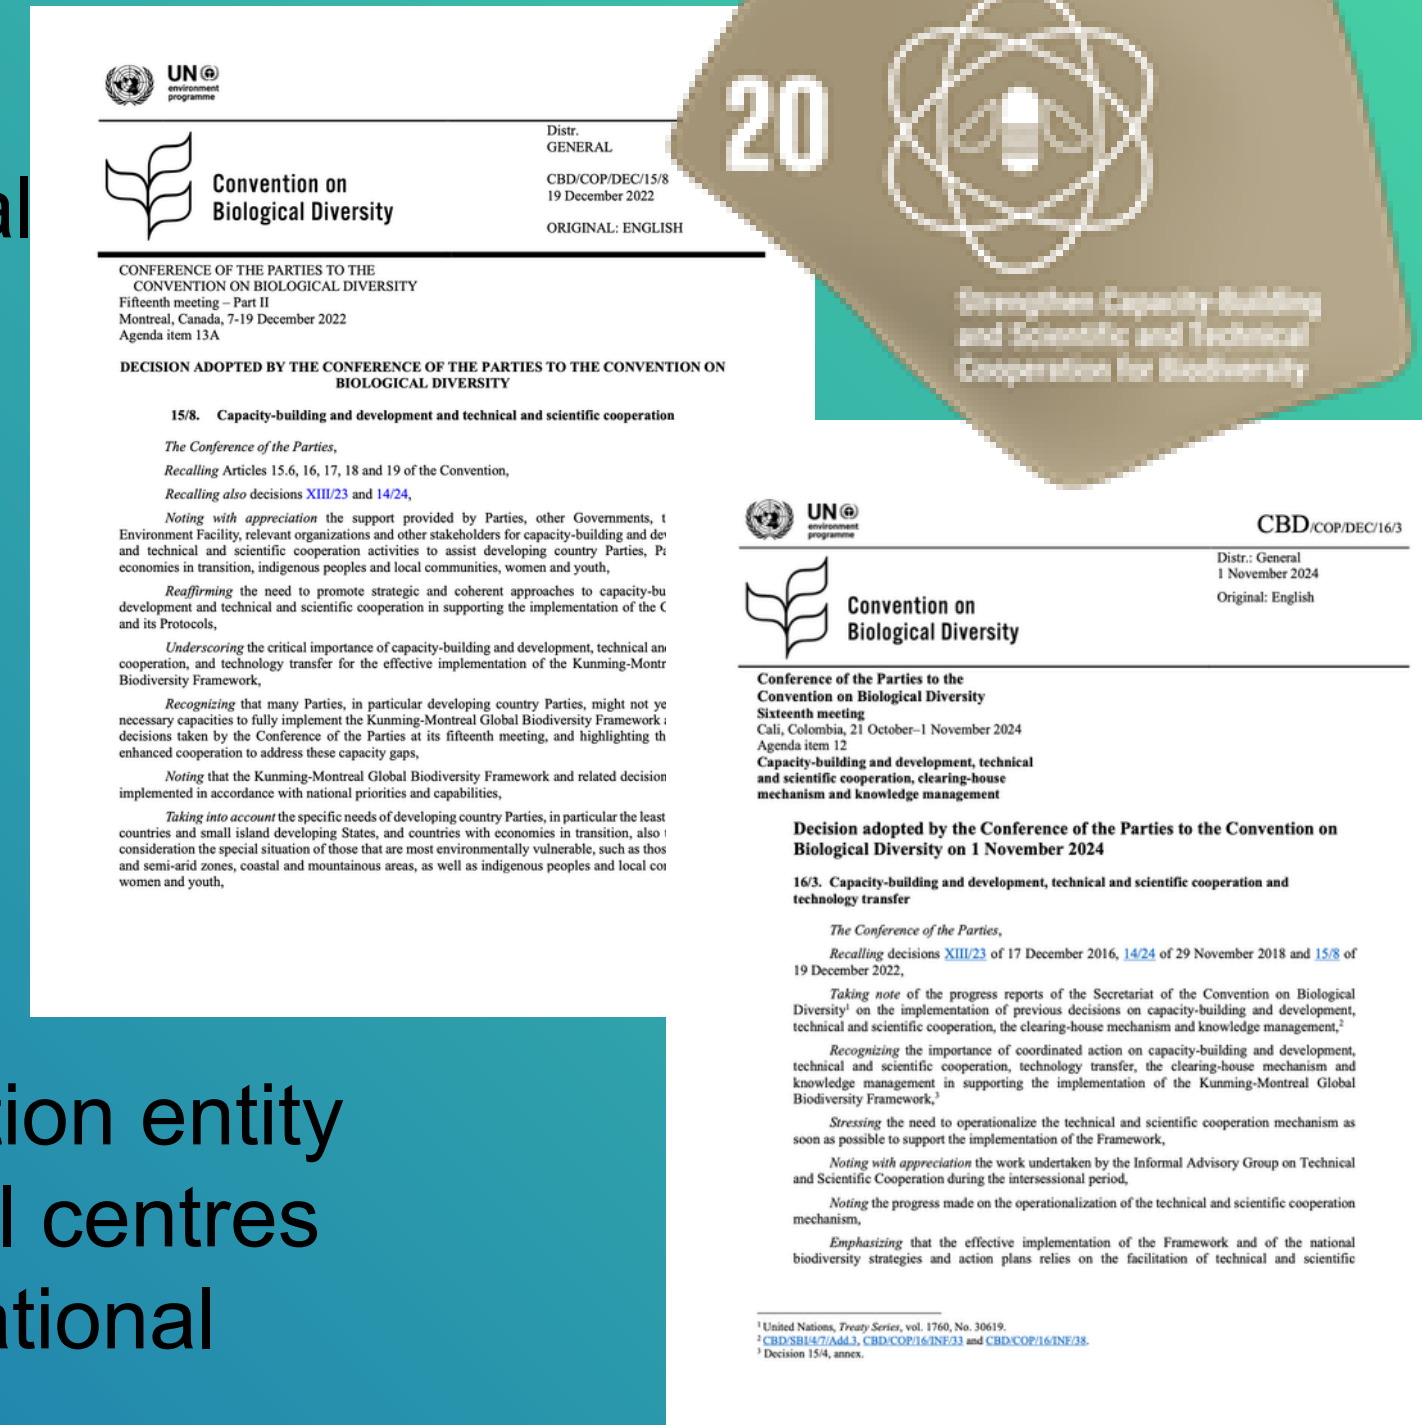 al
UN
environment
programme
Convention on
Biological Diversity
Distr.
GENERAL
CBD/COP/DEC/15/8
19 December 2022
ORIGINAL: ENGLISH
CONFERENCE OF THE PARTIES TO THE
CONVENTION ON BIOLOGICAL DIVERSITY
Fifteenth meeting – Part II
Montreal, Canada, 7-19 December 2022
Agenda item 13A
DECISION ADOPTED BY THE CONFERENCE OF THE PARTIES TO THE CONVENTION ON
BIOLOGICAL DIVERSITY
15/8. Capacity-building and development and technical and scientific cooperation
The Conference of the Parties,
Recalling Articles 15.6, 16, 17, 18 and 19 of the Convention,
Recalling also decisions XIII/23 and 14/24,
Noting with appreciation the support provided by Parties, other Governments, t
Environment Facility, relevant organizations and other stakeholders for capacity-building and dev
and technical and scientific cooperation activities to assist developing country Parties, Pa
economies in transition, indigenous peoples and local communities, women and youth,
Reaffirming the need to promote strategic and coherent approaches to capacity-bu
development and technical and scientific cooperation in supporting the implementation of the C
and its Protocols,
Underscoring the critical importance of capacity-building and development, technical and
cooperation, and technology transfer for the effective implementation of the Kunming-Montr
Biodiversity Framework,
Recognizing that many Parties, in particular developing country Parties, might not ye
necessary capacities to fully implement the Kunming-Montreal Global Biodiversity Framework
decisions taken by the Conference of the Parties at its fifteenth meeting, and highlighting th
enhanced cooperation to address these capacity gaps,
Noting that the Kunming-Montreal Global Biodiversity Framework and related decision
implemented in accordance with national priorities and capabilities,
Taking into account the specific needs of developing country Parties, in particular the least
countries and small island developing States, and countries with economies in transition, also
consideration the special situation of those that are most environmentally vulnerable, such as thos
and semi-arid zones, coastal and mountainous areas, as well as indigenous peoples and local co
women and youth,
20
Strengthen Capacity-Building
and Scientific and Technical
Cooperation for Biodiversity
UN
environment
programme
CBD/COP/DEC/16/3
Distr.: General
1 November 2024
Original: English
Convention on
Biological Diversity
Conference of the Parties to the
Convention on Biological Diversity
Sixteenth meeting
Cali, Colombia, 21 October–1 November 2024
Agenda item 12
Capacity-building and development, technical
and scientific cooperation, clearing-house
mechanism and knowledge management
Decision adopted by the Conference of the Parties to the Convention on
Biological Diversity on 1 November 2024
16/3. Capacity-building and development, technical and scientific cooperation and
technology transfer
The Conference of the Parties,
Recalling decisions XIII/23 of 17 December 2016, 14/24 of 29 November 2018 and 15/8 of
19 December 2022,
Taking note of the progress reports of the Secretariat of the Convention on Biological
Diversity¹ on the implementation of previous decisions on capacity-building and development,
technical and scientific cooperation, the clearing-house mechanism and knowledge management,²
Recognizing the importance of coordinated action on capacity-building and development,
technical and scientific cooperation, technology transfer, the clearing-house mechanism and
knowledge management in supporting the implementation of the Kunming-Montreal Global
Biodiversity Framework,³
Stressing the need to operationalize the technical and scientific cooperation mechanism as
soon as possible to support the implementation of the Framework,
Noting with appreciation the work undertaken by the Informal Advisory Group on Technical
and Scientific Cooperation during the intersessional period,
Noting the progress made on the operationalization of the technical and scientific cooperation
mechanism,
Emphasizing that the effective implementation of the Framework and of the national
biodiversity strategies and action plans relies on the facilitation of technical and scientific
¹ United Nations, Treaty Series, vol. 1760, No. 30619.
² CBD/SBI/4/7/Add.3, CBD/COP/16/INF/33 and CBD/COP/16/INF/38.
³ Decision 15/4, annex.
tion entity
l centres
ational